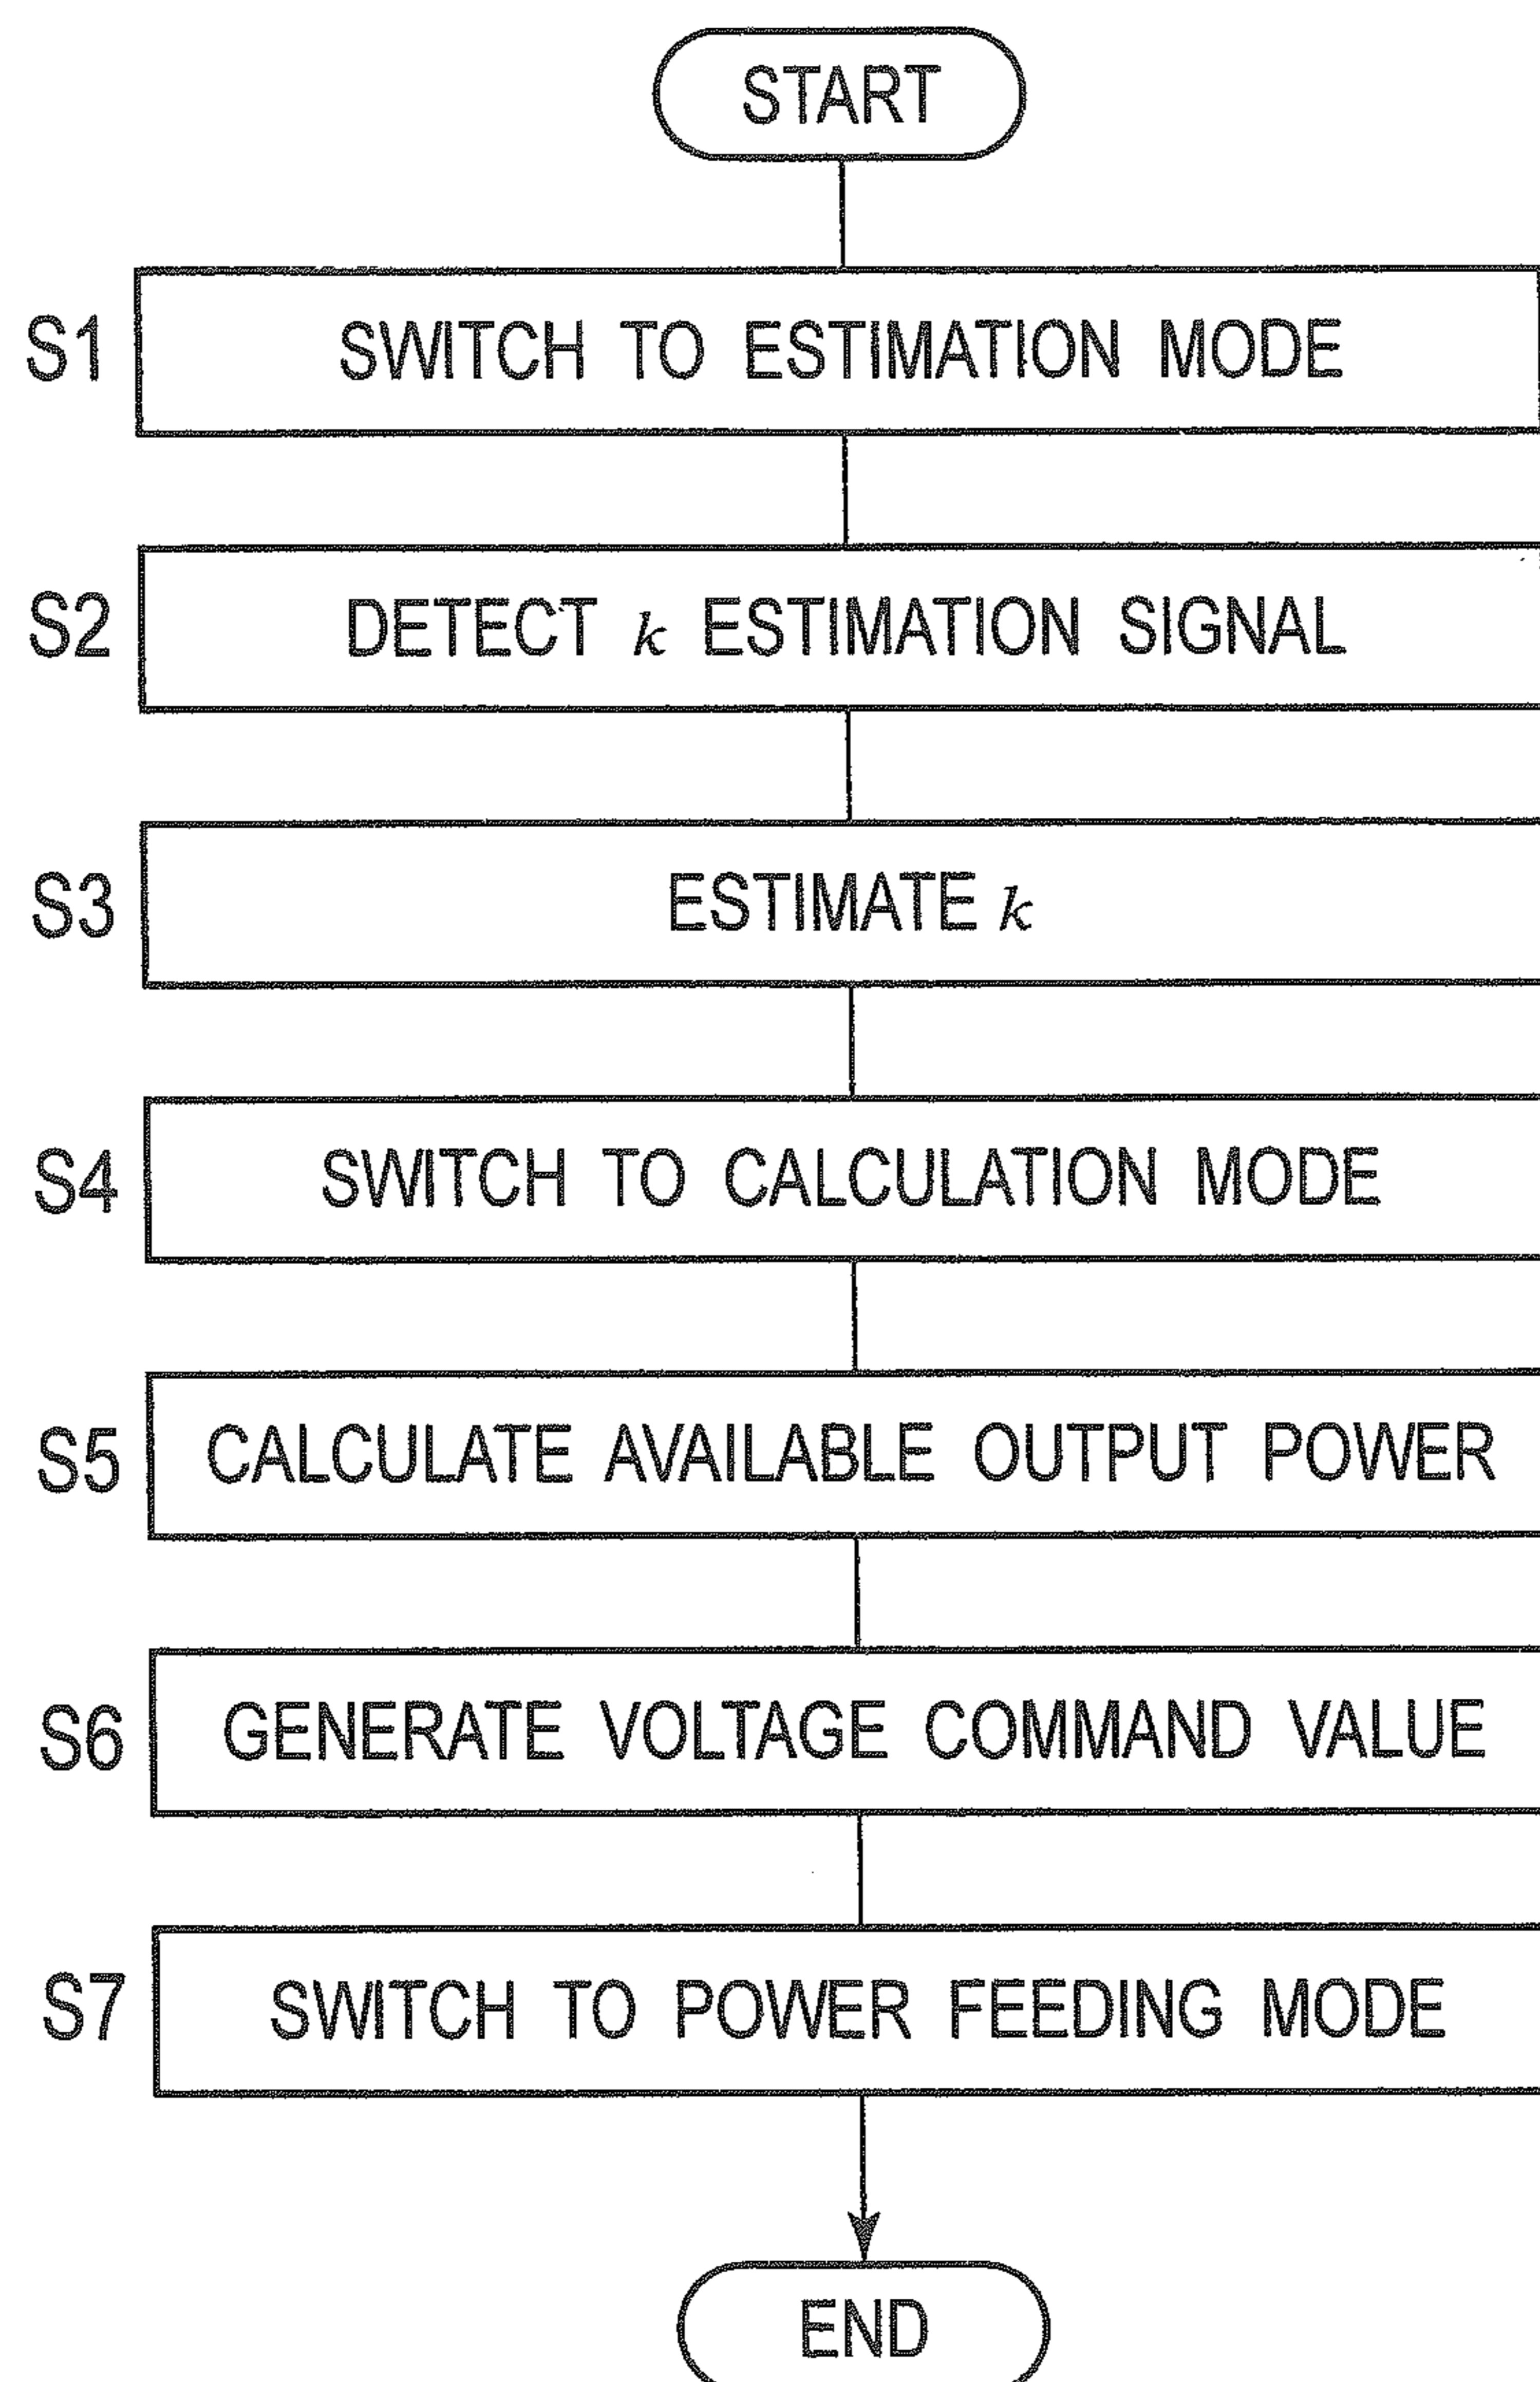 START
S1 SWITCH TO ESTIMATION MODE
S2 DETECT k ESTIMATION SIGNAL
S3 ESTIMATE k
S4 SWITCH TO CALCULATION MODE
S5 CALCULATE AVAILABLE OUTPUT POWER
S6 GENERATE VOLTAGE COMMAND VALUE
S7 SWITCH TO POWER FEEDING MODE
END